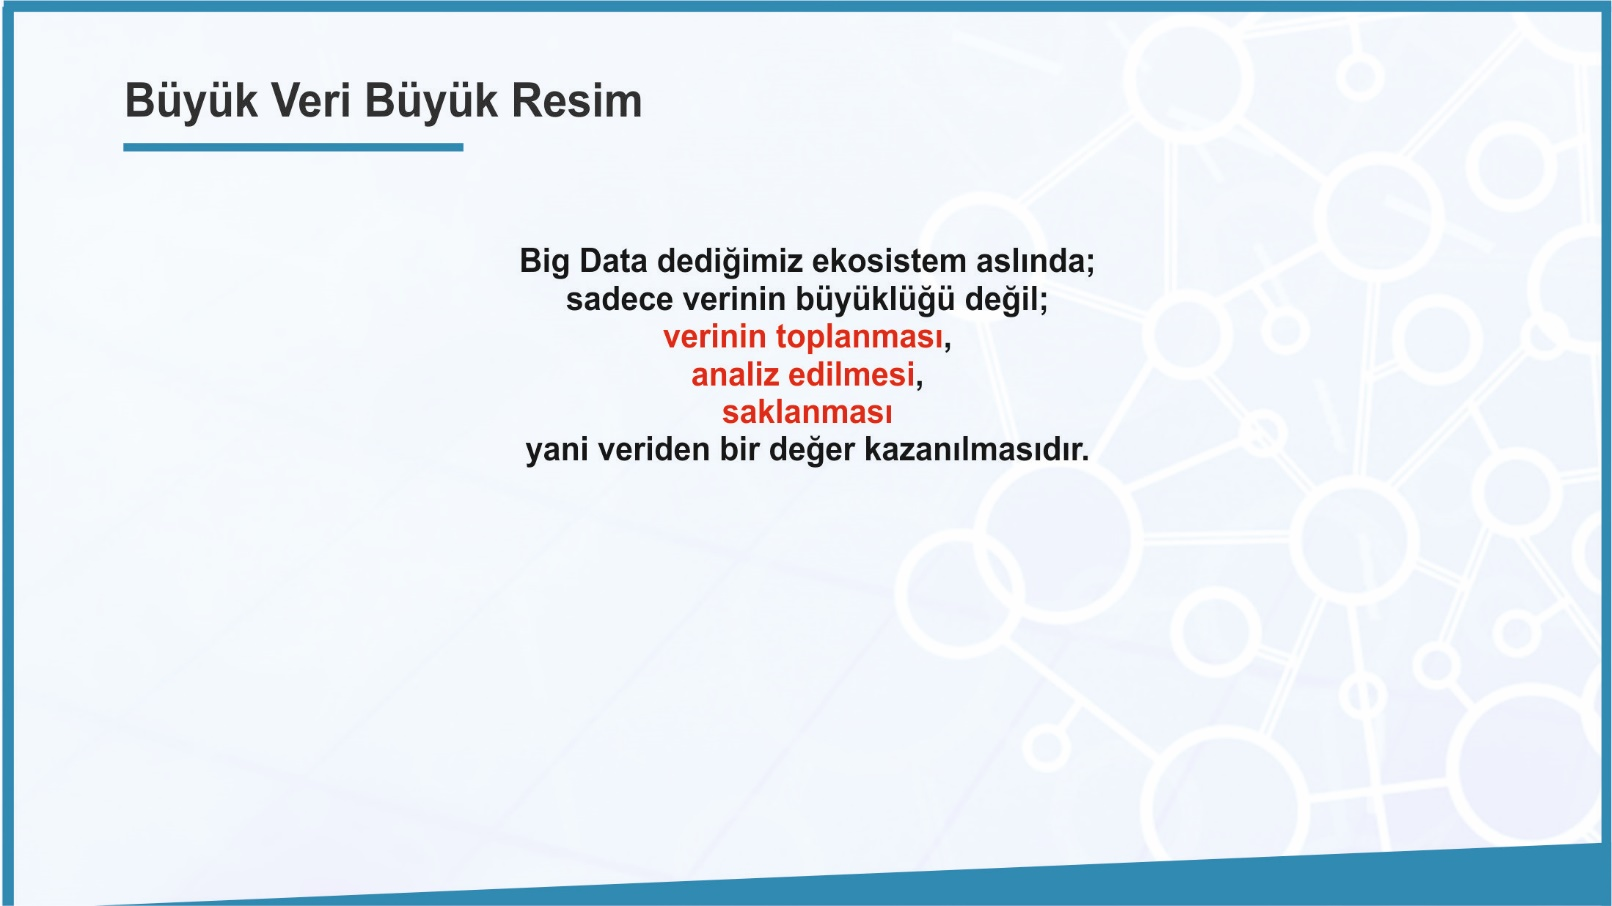 Büyük Veri Büyük Resim
Big Data dediğimiz ekosistem aslında;
sadece verinin büyüklüğü değil;
verinin toplanması,
analiz edilmesi,
saklanması
yani veriden bir değer kazanılmasıdır.